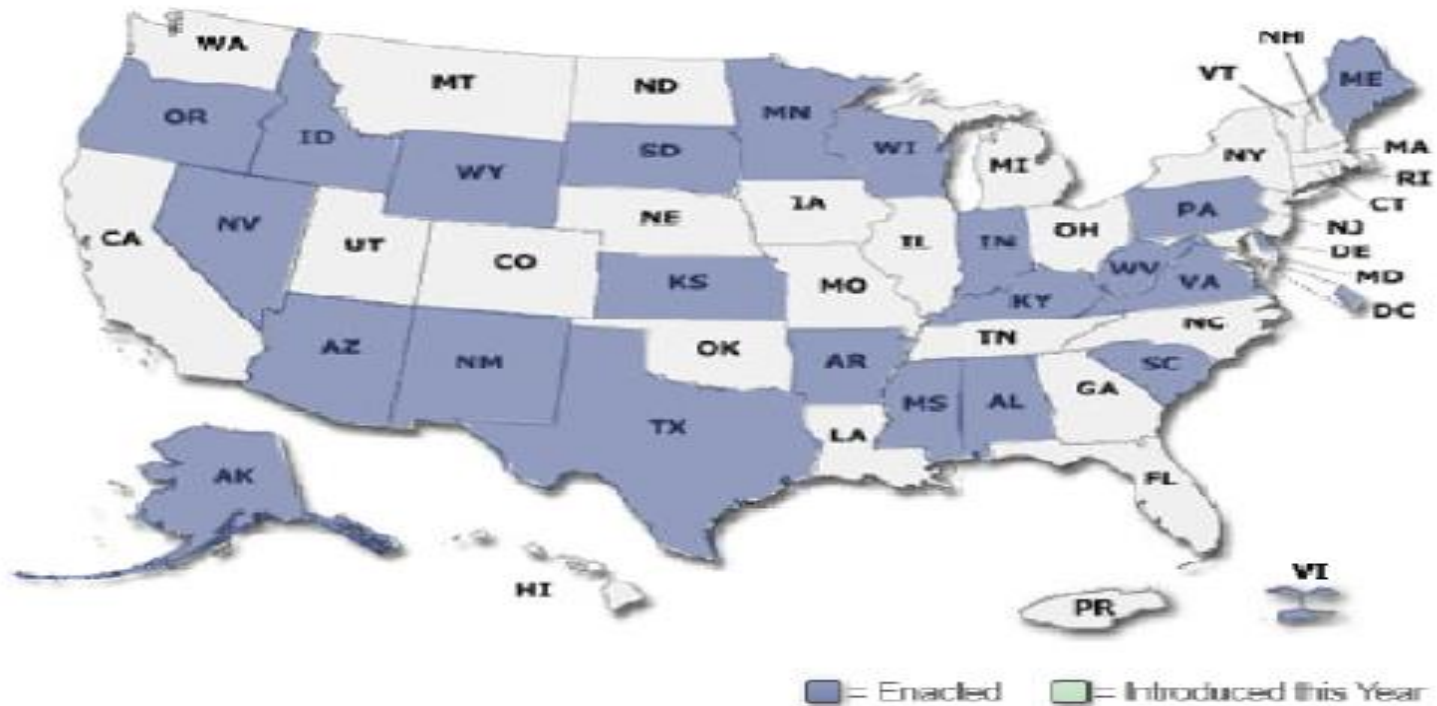 WA
MT
ND
MN
NH
VT
ME
OR
ID
WY
SD
WI
MI
NY
MA
RI
CT
NJ
DE
MD
DC
CA
NV
UT
CO
NE
IA
IL
IN
OH
PA
KS
MO
KY
WV
VA
AZ
NM
OK
AR
TN
NC
SC
TX
LA
MS
AL
GA
FL
AK
HI
PR
VI
= Enacted = Introduced this Year